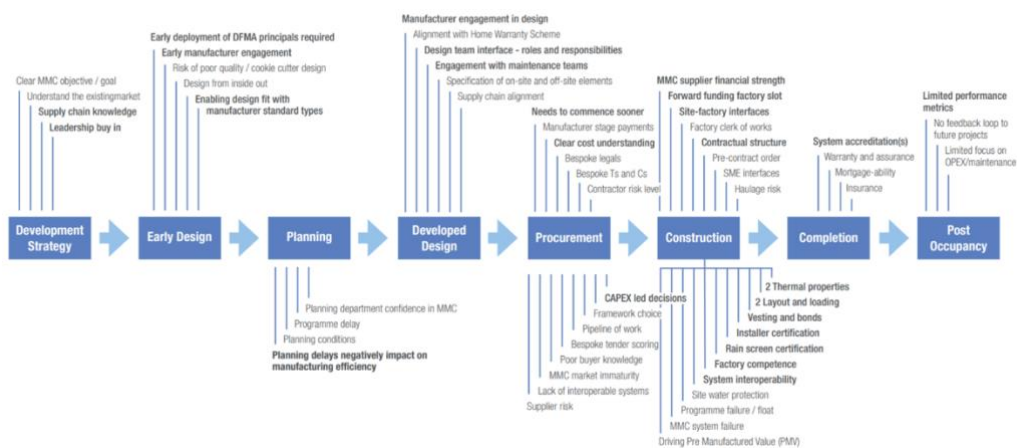 Clear MMC objective / goal
Understand the existingmarket
Supply chain knowledge
Leadership buy in
Development
Strategy
Early deployment of DFMA principals required
Early manufacturer engagement
Risk of poor quality / cookie cutter design
Design from inside out
Enabling design fit with
manufacturer standard types
Early Design
Planning
Planning department confidence in MMC
Programme delay
Planning conditions
Planning delays negatively impact on
manufacturing efficiency
Manufacturer engagement in design
Alignment with Home Warranty Scheme
Design team interface - roles and responsibilities
Engagement with maintenance teams
Specification of on-site and off-site elements
Supply chain alignment
Developed
Design
Needs to commence sooner
Manufacturer stage payments
Clear cost understanding
Bespoke legals
Bespoke Ts and Cs
Contractor risk level
Procurement
CAPEX led decisions
Framework choice
Pipeline of work
Bespoke tender scoring
Poor buyer knowledge
MMC market immaturity
Lack of interoperable systems
Supplier risk
MMC supplier financial strength
Forward funding factory slot
Site-factory interfaces
Factory clerk of works
Contractual structure
Pre-contract order
SME interfaces
Haulage risk
Construction
2 Thermal properties
2 Layout and loading
Vesting and bonds
Installer certification
Rain screen certification
Factory competence
System interoperability
Site water protection
Programme failure / float
MMC system failure
Driving Pre Manufactured Value (PMV)
System accreditation(s)
Warranty and assurance
Mortgage-ability
Insurance
Completion
Limited performance
metrics
No feedback loop to
future projects
Limited focus on
OPEX/maintenance
Post
Occupancy